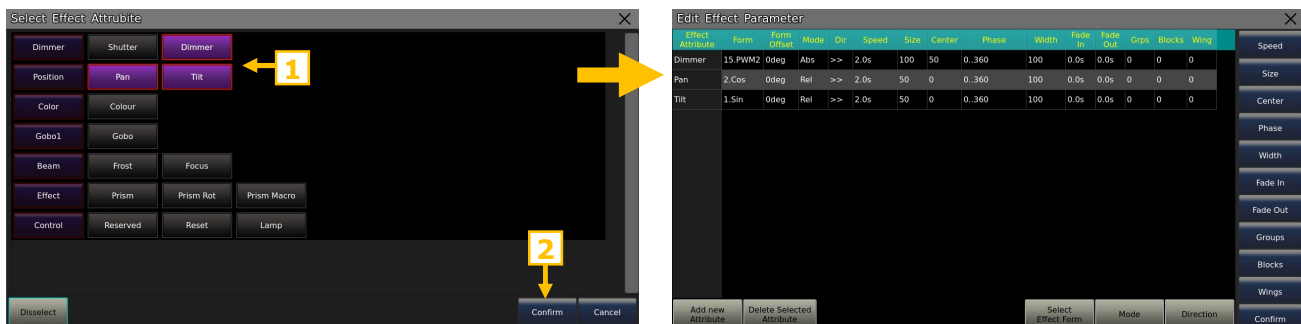 Select Effect Attrubite
Dimmer Shutter Dimmer
1
Position Pan Tilt
Color Colour
Gobo1 Gobo
Beam Frost Focus
Effect Prism Prism Rot Prism Macro
Control Reserved Reset Lamp
2
Disselect Confirm Cancel
Edit Effect Parameter
Effect Attribute Form Form Offset Mode Dir Speed Size Center Phase Width Fade In Fade Out Grps Blocks Wing
Dimmer 15.PWM2 0deg Abs >> 2.0s 100 50 0..360 100 0.0s 0.0s 0 0 0
Pan 2.Cos 0deg Rel >> 2.0s 50 0 0..360 100 0.0s 0.0s 0 0 0
Tilt 1.Sin 0deg Rel >> 2.0s 50 0 0..360 100 0.0s 0.0s 0 0 0
Speed
Size
Center
Phase
Width
Fade In
Fade Out
Groups
Blocks
Wings
Add new Attribute Delete Selected Attribute Select Effect Form Mode Direction Confirm